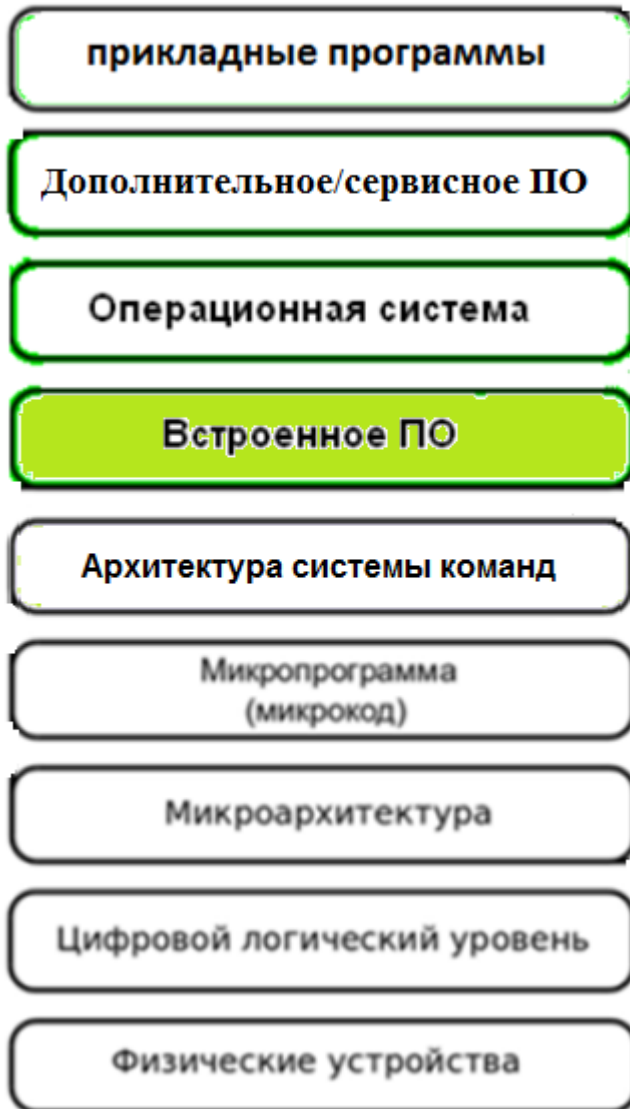 прикладные программы
Дополнительное/сервисное ПО
Операционная система
Встроенное ПО
Архитектура системы команд
Микропрограмма
(микрокод)
Микроархитектура
Цифровой логический уровень
Физические устройства